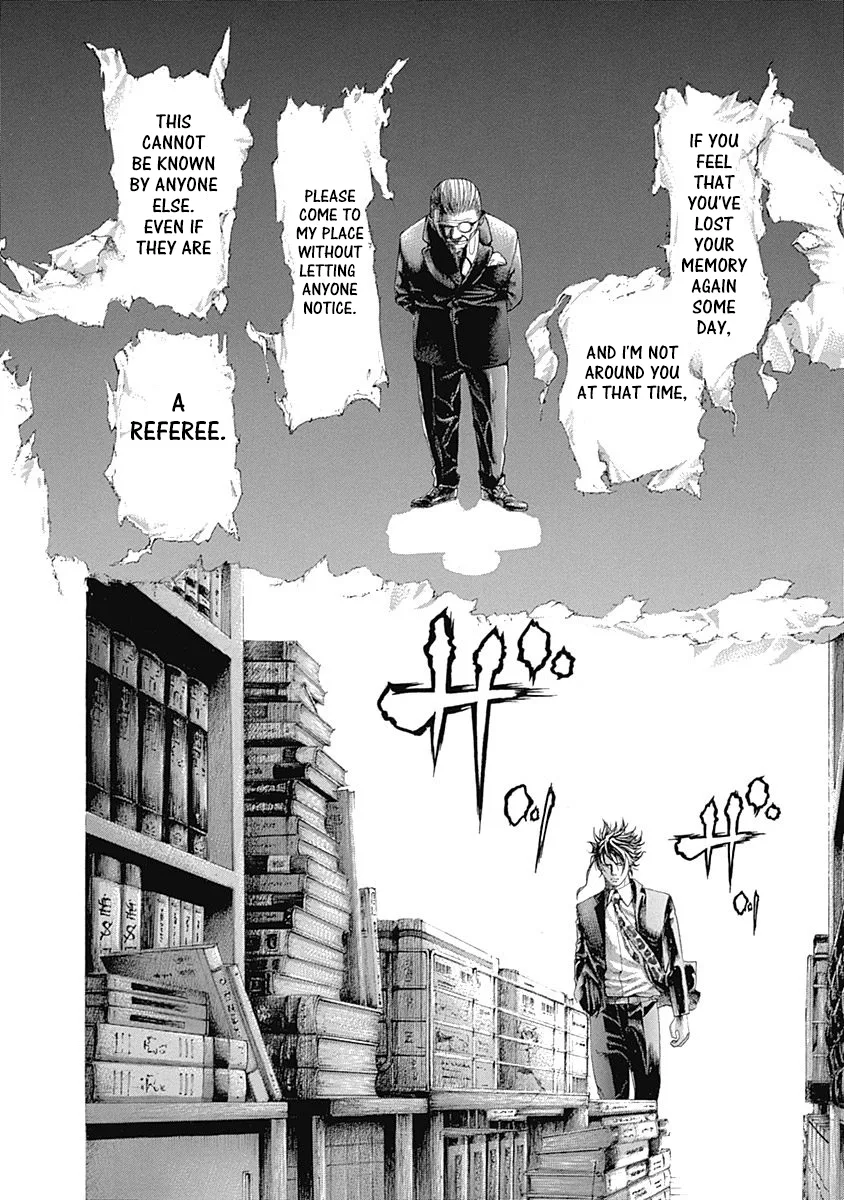 IF YOU
FEEL
THAT
YOU'VE
LOST
YOUR
MEMORY
AGAIN
SOME
DAY,
AND I'M NOT
AROUND YOU
AT THAT TIME,
PLEASE
COME TO
MY PLACE
WITHOUT
LETTING
ANYONE
NOTICE.
THIS
CANNOT
BE KNOWN
BY ANYONE
ELSE.
EVEN IF
THEY ARE
A
REFEREE.
ザ
ザ